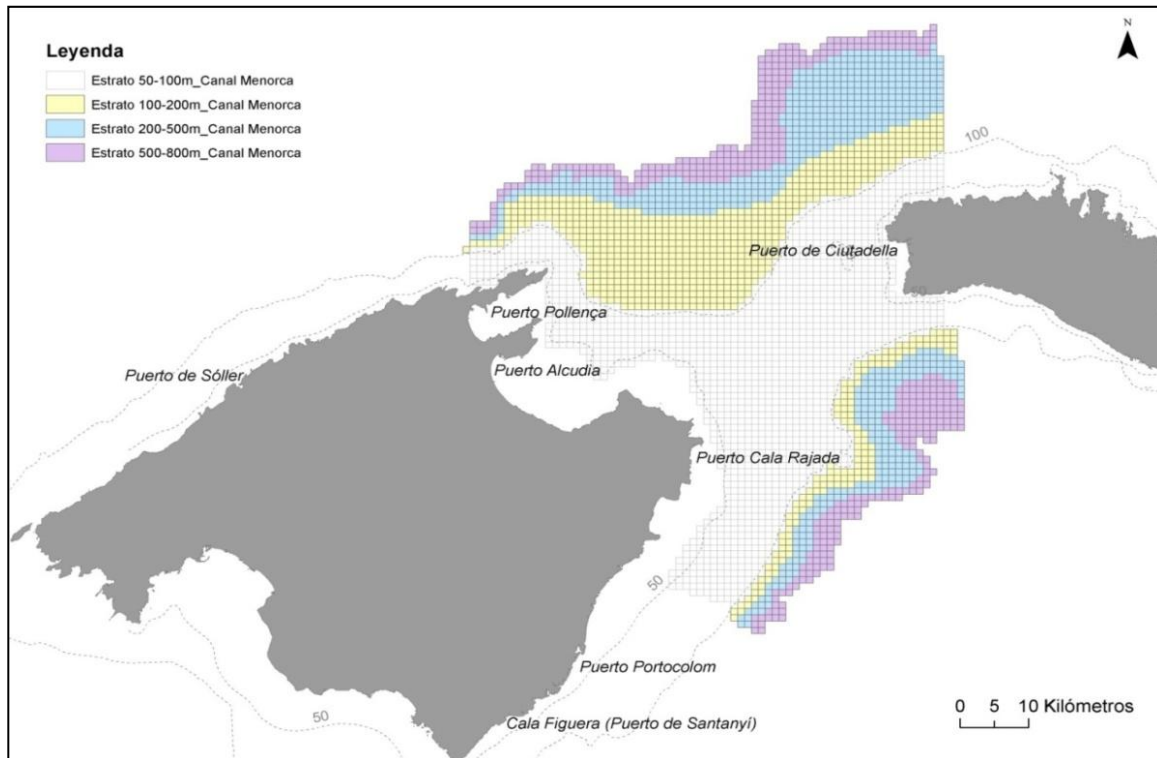 Leyenda
Estrato 50-100m_Canal Menorca
Estrato 100-200m_Canal Menorca
Estrato 200-500m_Canal Menorca
Estrato 500-800m_Canal Menorca
N
100
Puerto de Ciutadella
50
Puerto Pollença
Puerto de Sóller
Puerto Alcudia
Puerto Cala Rajada
50
Puerto Portocolom
50
Cala Figuera (Puerto de Santanyí)
0 5 10 Kilómetros